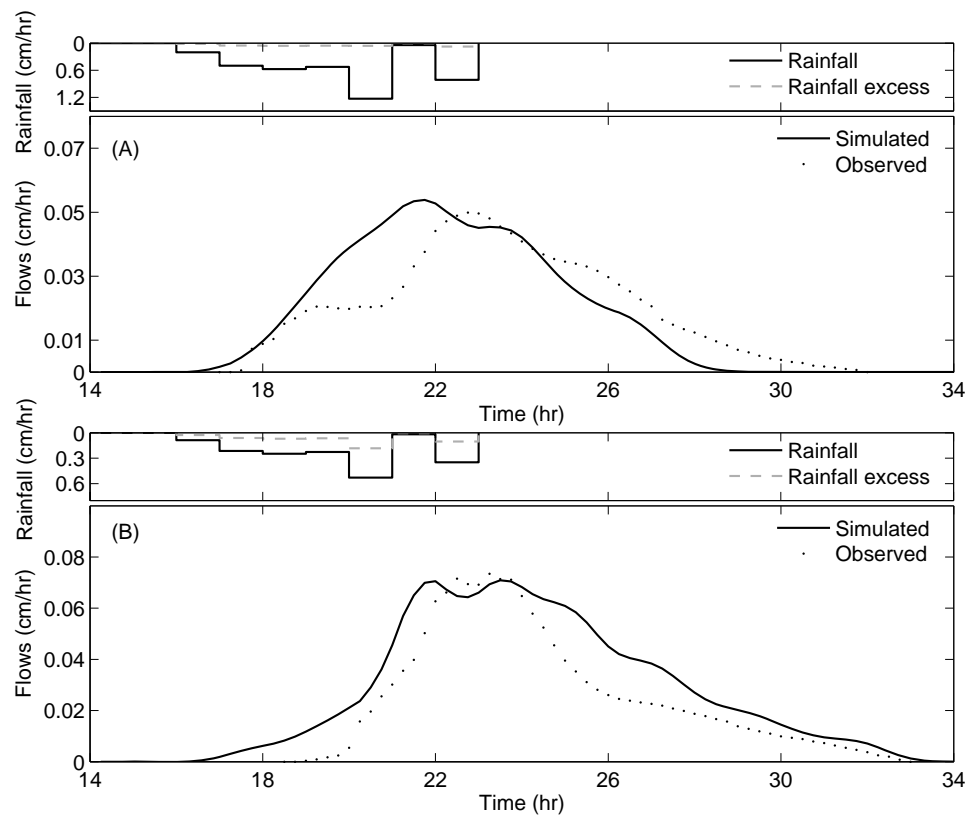 Rainfall (cm/hr)
0
0.6
1.2
Rainfall
Rainfall excess
(A)
Flows (cm/hr)
0.07
0.05
0.03
0.01
0
Simulated
Observed
14 18 22 26 30 34
Time (hr)
Rainfall (cm/hr)
0
0.3
0.6
Rainfall
Rainfall excess
(B)
Flows (cm/hr)
0.08
0.06
0.04
0.02
0
Simulated
Observed
14 18 22 26 30 34
Time (hr)